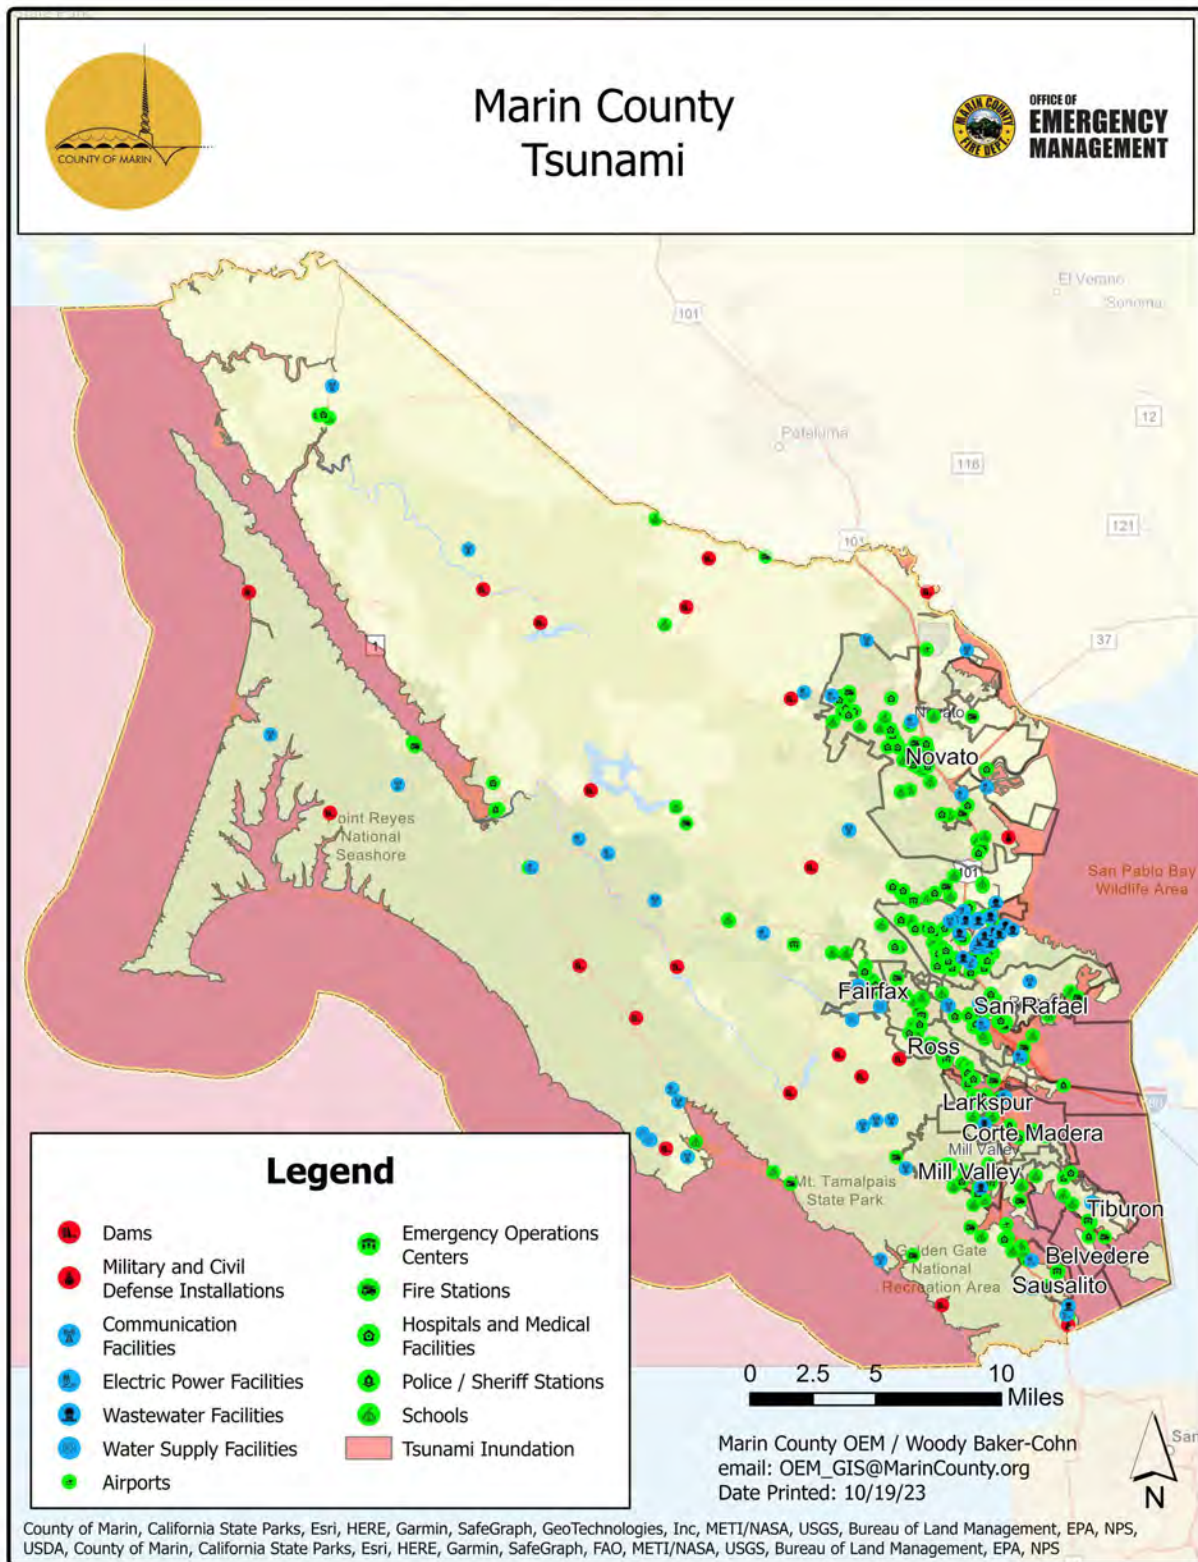 State Park
COUNTY OF MARIN
Marin County
Tsunami
MARIN COUNTY
FIRE DEPT.
OFFICE OF
EMERGENCY
MANAGEMENT
El Verano
Sonoma
101
12
Petaluma
116
121
101
37
1
Novato
Novato
Point Reyes
National
Seashore
101
San Pablo Bay
Wildlife Area
Fairfax
San Rafael
Ross
Larkspur
Corte Madera
Mill Valley
Mill Valley
Mt. Tamalpais
State Park
Tiburon
Golden Gate
National
Recreation Area
Belvedere
Sausalito
Legend
Dams
Military and Civil
Defense Installations
Communication
Facilities
Electric Power Facilities
Wastewater Facilities
Water Supply Facilities
Airports
Emergency Operations
Centers
Fire Stations
Hospitals and Medical
Facilities
Police / Sheriff Stations
Schools
Tsunami Inundation
0 2.5 5 10
Miles
Marin County OEM / Woody Baker-Cohn
email: OEM_GIS@MarinCounty.org
Date Printed: 10/19/23
San
N
County of Marin, California State Parks, Esri, HERE, Garmin, SafeGraph, GeoTechnologies, Inc, METI/NASA, USGS, Bureau of Land Management, EPA, NPS,
USDA, County of Marin, California State Parks, Esri, HERE, Garmin, SafeGraph, FAO, METI/NASA, USGS, Bureau of Land Management, EPA, NPS